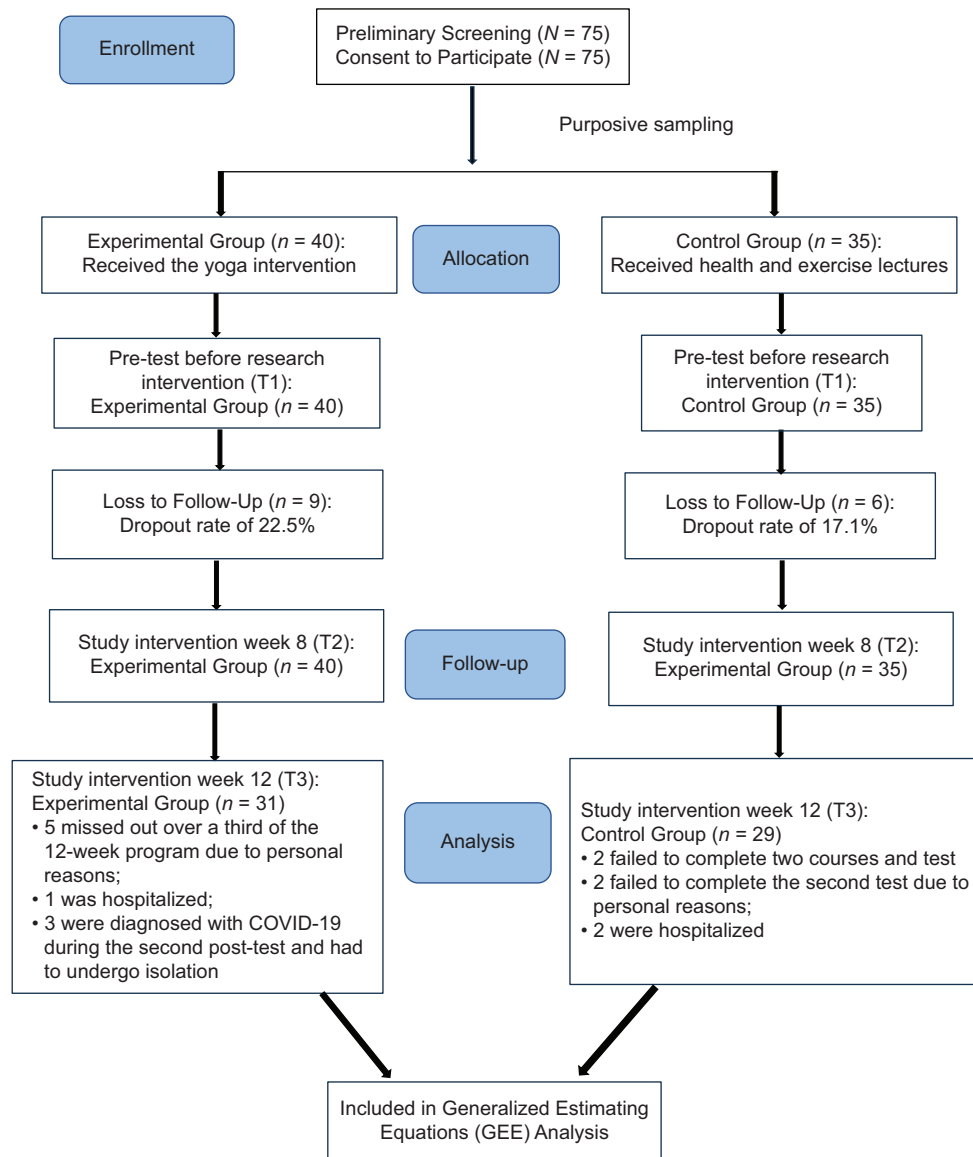 Enrollment
Preliminary Screening (N = 75)
Consent to Participate (N = 75)
Purposive sampling
Experimental Group (n = 40):
Received the yoga intervention
Allocation
Control Group (n = 35):
Received health and exercise lectures
Pre-test before research
intervention (T1):
Experimental Group (n = 40)
Pre-test before research
intervention (T1):
Control Group (n = 35)
Loss to Follow-Up (n = 9):
Dropout rate of 22.5%
Loss to Follow-Up (n = 6):
Dropout rate of 17.1%
Study intervention week 8 (T2):
Experimental Group (n = 40)
Follow-up
Study intervention week 8 (T2):
Experimental Group (n = 35)
Study intervention week 12 (T3):
Experimental Group (n = 31)
• 5 missed out over a third of the
12-week program due to personal
reasons;
• 1 was hospitalized;
• 3 were diagnosed with COVID-19
during the second post-test and had
to undergo isolation
Analysis
Study intervention week 12 (T3):
Control Group (n = 29)
• 2 failed to complete two courses and test
• 2 failed to complete the second test due to
personal reasons;
• 2 were hospitalized
Included in Generalized Estimating
Equations (GEE) Analysis